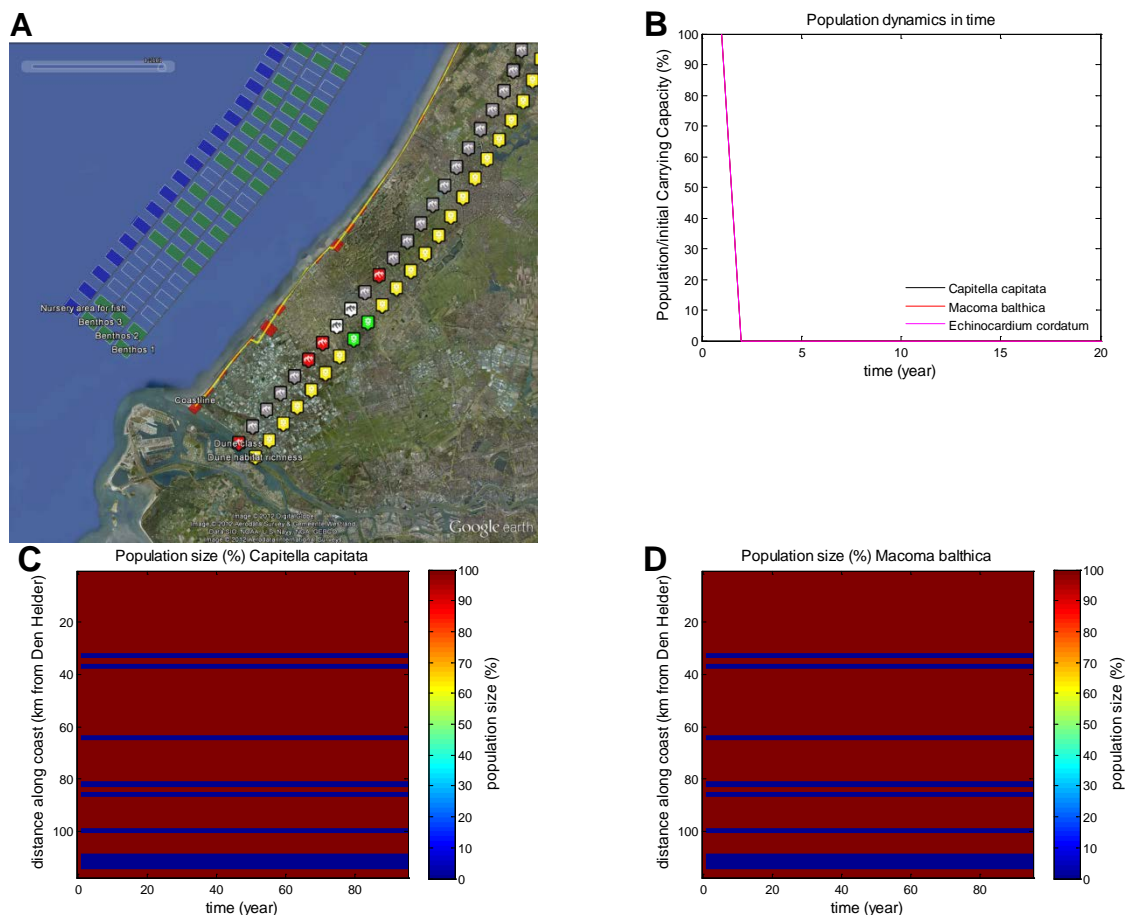 A
Nursery area for fish
Benthos 3
Benthos 2
Benthos 1
Coastline
Dune class
Dune habitat richness
Google earth
B
Population dynamics in time
Population/initial Carrying Capacity (%)
100
90
80
70
60
50
40
30
20
10
0
Capitella capitata
Macoma balthica
Echinocardium cordatum
0
5
10
15
20
time (year)
C
Population size (%) Capitella capitata
distance along coast (km from Den Helder)
20
40
60
80
100
0
20
40
60
80
time (year)
100
90
80
70
60
50
40
30
20
10
0
population size (%)
D
Population size (%) Macoma balthica
distance along coast (km from Den Helder)
20
40
60
80
100
0
20
40
60
80
time (year)
100
90
80
70
60
50
40
30
20
10
0
population size (%)